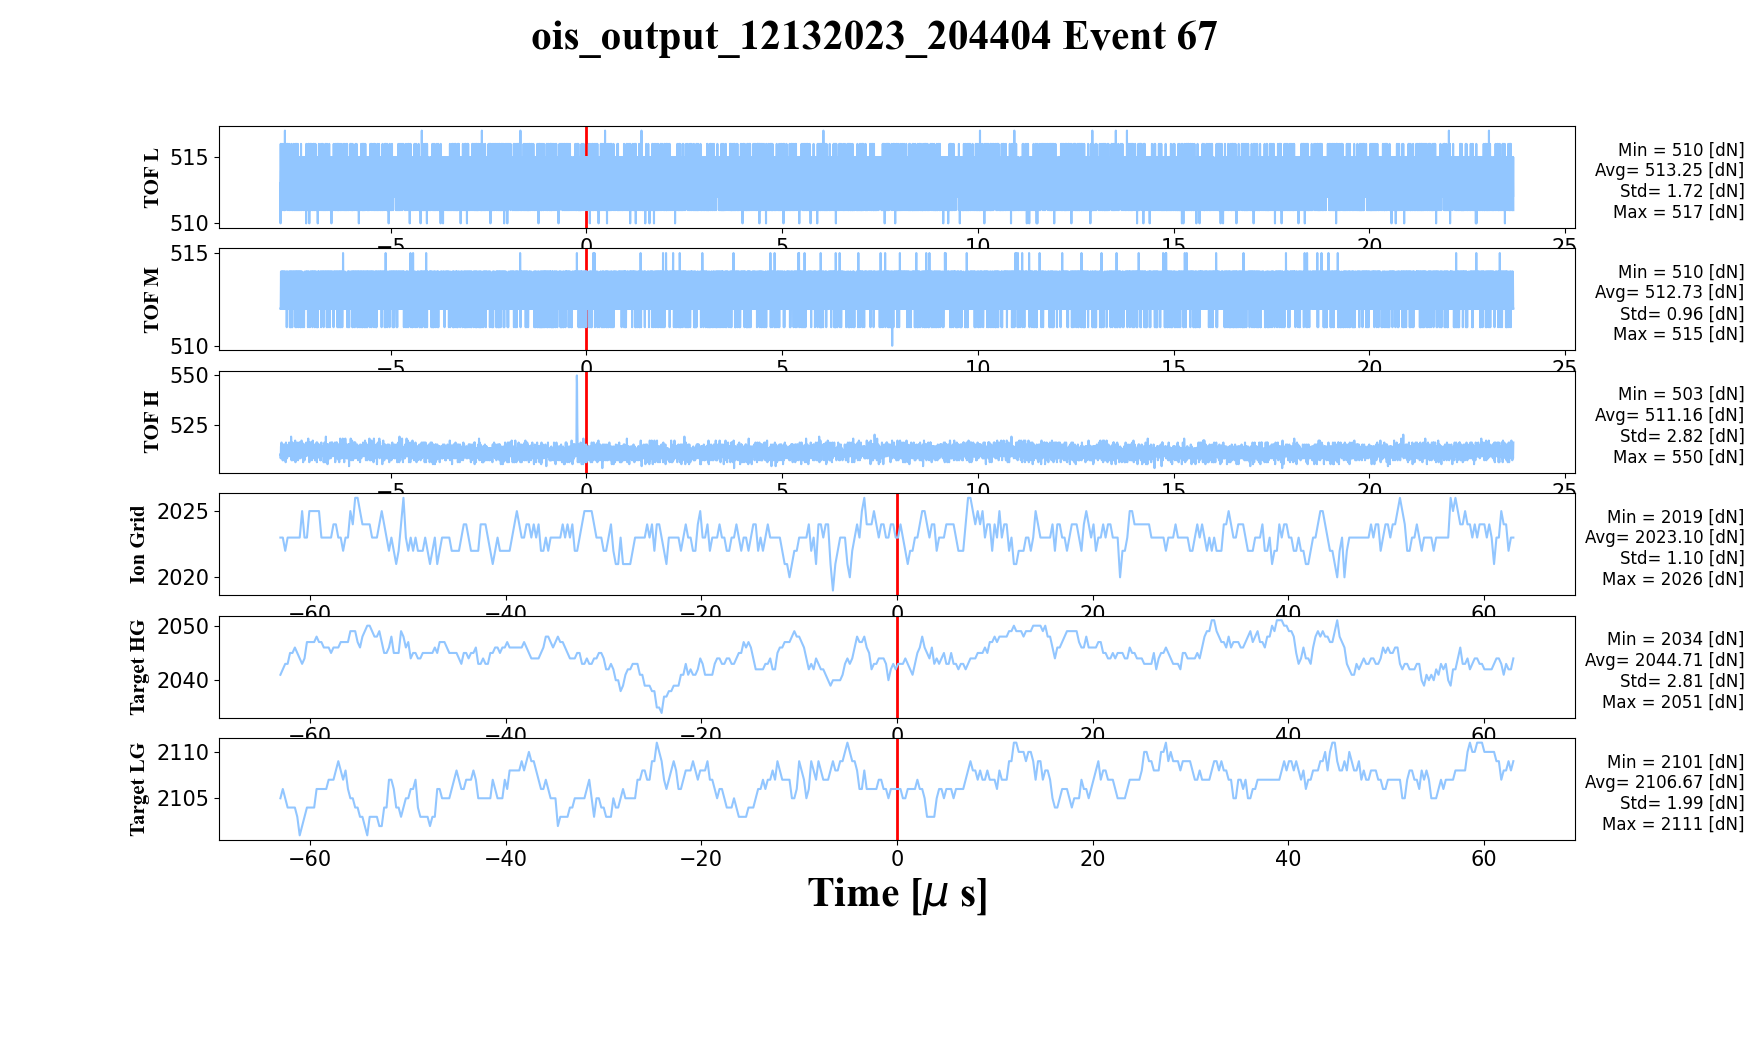 ois_output_12132023_204404 Event 67
TOF L
515
510
−5
0
5
10
15
20
25
Min = 510 [dN]
Avg= 513.25 [dN]
Std= 1.72 [dN]
Max = 517 [dN]
TOF M
515
510
−5
0
5
10
15
20
25
Min = 510 [dN]
Avg= 512.73 [dN]
Std= 0.96 [dN]
Max = 515 [dN]
TOF H
550
525
−5
0
5
10
15
20
25
Min = 503 [dN]
Avg= 511.16 [dN]
Std= 2.82 [dN]
Max = 550 [dN]
Ion Grid
2025
2020
−60
−40
−20
0
20
40
60
Min = 2019 [dN]
Avg= 2023.10 [dN]
Std= 1.10 [dN]
Max = 2026 [dN]
Target HG
2050
2040
−60
−40
−20
0
20
40
60
Min = 2034 [dN]
Avg= 2044.71 [dN]
Std= 2.81 [dN]
Max = 2051 [dN]
Target LG
2110
2105
−60
−40
−20
0
20
40
60
Min = 2101 [dN]
Avg= 2106.67 [dN]
Std= 1.99 [dN]
Max = 2111 [dN]
Time [μ s]